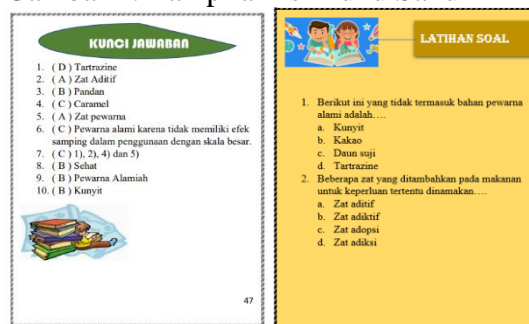 KUNCI JAWABAN
1. ( D ) Tartrazine
2. ( A ) Zat Aditif
3. ( B ) Pandan
4. ( C ) Caramel
5. ( A ) Zat pewarna
6. ( C ) Pewarna alami karena tidak memiliki efek
samping dalam penggunaan dengan skala besar.
7. ( C ) 1), 2), 4) dan 5)
8. ( B ) Sehat
9. ( B ) Pewarna Alamiah
10. ( B ) Kunyit
47
LATIHAN SOAL
1. Berikut ini yang tidak termasuk bahan pewarna
alami adalah….
a. Kunyit
b. Kakao
c. Daun suji
d. Tartrazine
2. Beberapa zat yang ditambahkan pada makanan
untuk keperluan tertentu dinamakan….
a. Zat aditif
b. Zat adiktif
c. Zat adopsi
d. Zat adiksi